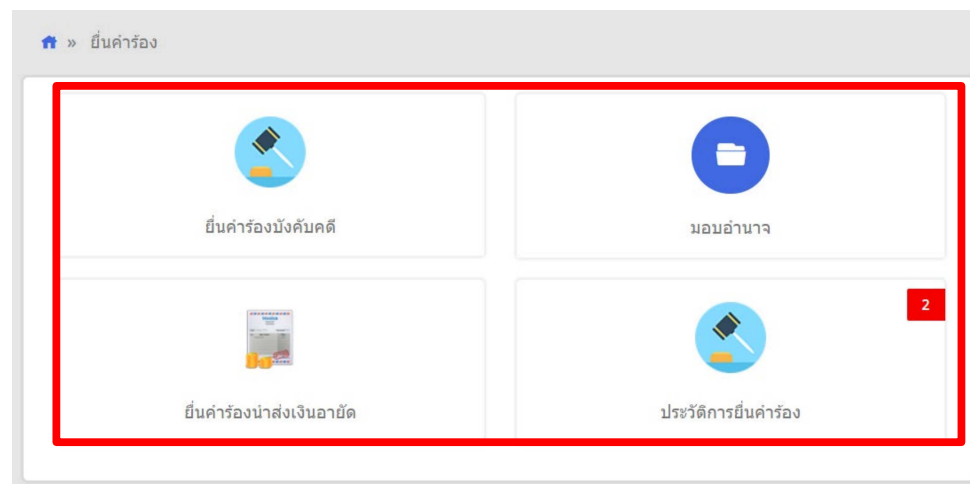 » ยื่นคำร้อง
ยื่นคำร้องบังคับคดี
มอบอำนาจ
2
ยื่นคำร้องนำส่งเงินอายัด
ประวัติการยื่นคำร้อง